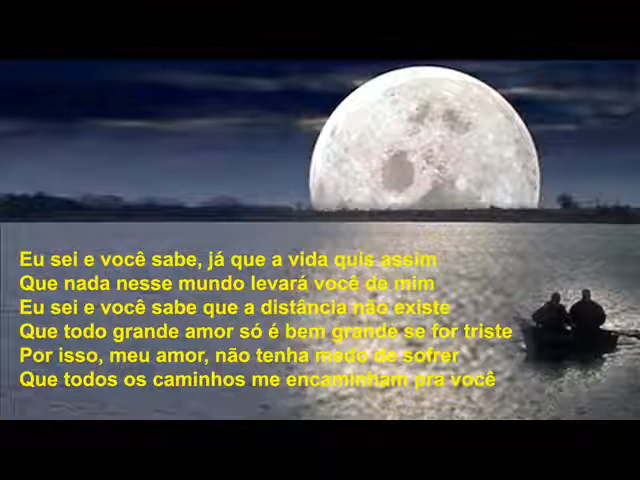 Eu sei e você sabe, já que a vida quis assim
Que nada nesse mundo levará você de mim
Eu sei e você sabe que a distância não existe
Que todo grande amor só é bem grande se for triste
Por isso, meu amor, não tenha medo de sofrer
Que todos os caminhos me encaminham pra você